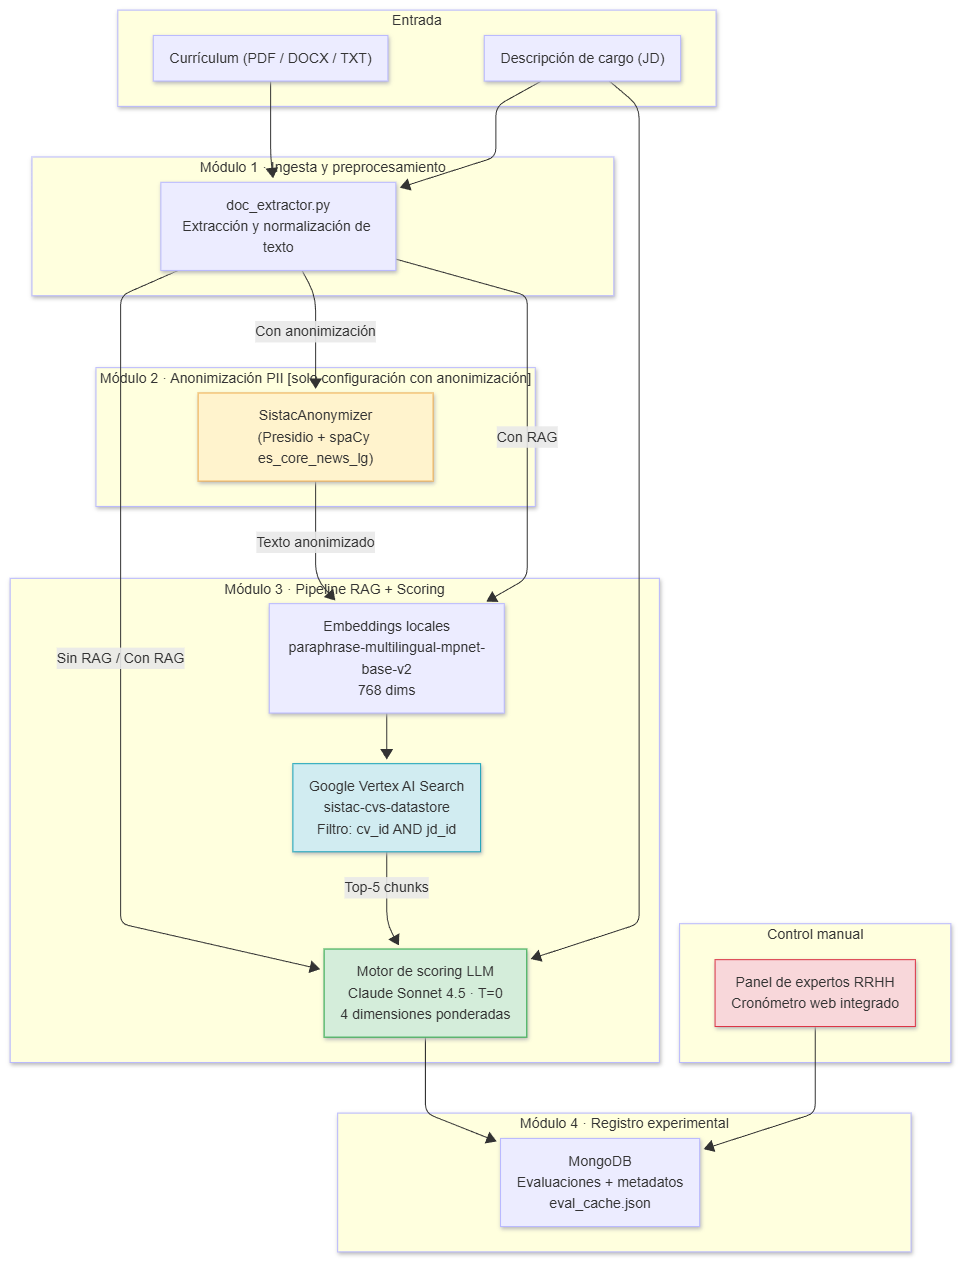 Entrada
Currículum (PDF / DOCX / TXT)
Descripción de cargo (JD)
Módulo 1 · Ingesta y preprocesamiento
doc_extractor.py
Extracción y normalización de
texto
Con anonimización
Módulo 2 · Anonimización PII [solo configuración con anonimización]
SistacAnonymizer
(Presidio + spaCy
es_core_news_lg)
Con RAG
Texto anonimizado
Módulo 3 · Pipeline RAG + Scoring
Embeddings locales
paraphrase-multilingual-mpnet-
base-v2
768 dims
Sin RAG / Con RAG
Google Vertex AI Search
sistac-cvs-datastore
Filtro: cv_id AND jd_id
Top-5 chunks
Motor de scoring LLM
Claude Sonnet 4.5 · T=0
4 dimensiones ponderadas
Control manual
Panel de expertos RRHH
Cronómetro web integrado
Módulo 4 · Registro experimental
MongoDB
Evaluaciones + metadatos
eval_cache.json